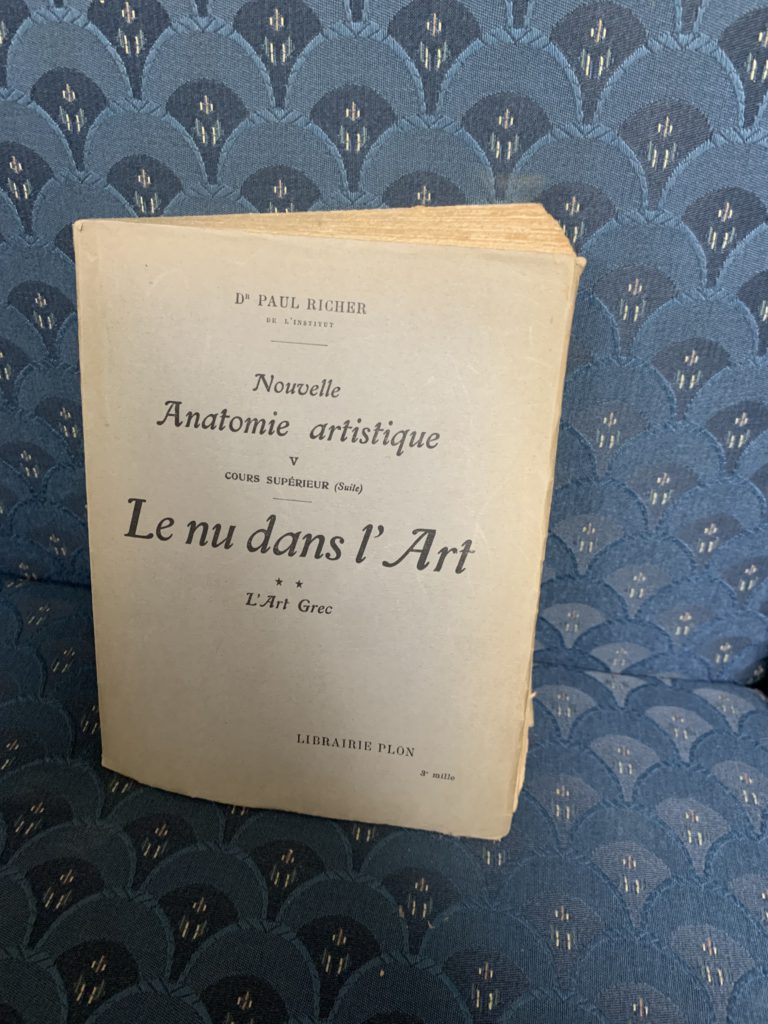 Dr PAUL RICHER
DE L'INSTITUT
Nouvelle
Anatomie artistique
V
COURS SUPÉRIEUR (Suite)
Le nu dans l'Art
★ ★
L'Art Grec
LIBRAIRIE PLON
3e mille